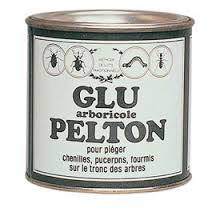 GLU
arboricole
PELTON
pour piéger
chenilles, pucerons, fourmis
sur le tronc des arbres